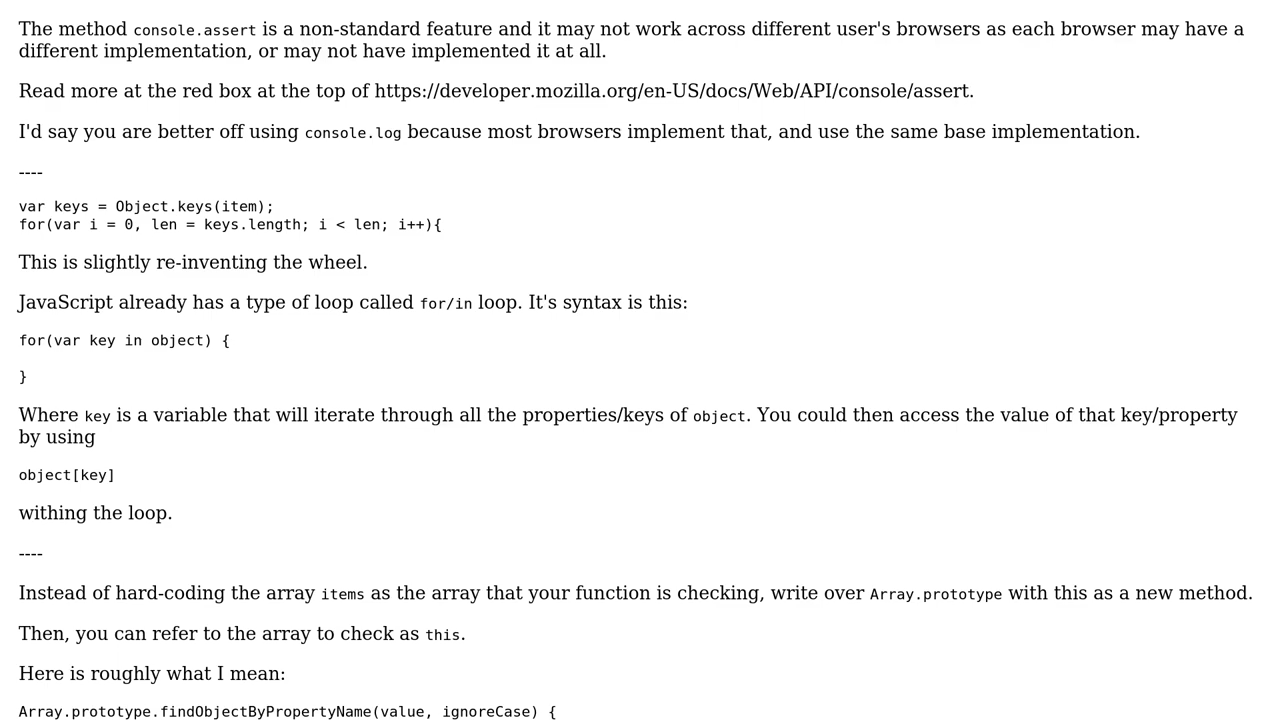 The method console.assert is a non-standard feature and it may not work across different user's browsers as each browser may have a
different implementation, or may not have implemented it at all.
Read more at the red box at the top of https://developer.mozilla.org/en-US/docs/Web/API/console/assert.
I'd say you are better off using console.log because most browsers implement that, and use the same base implementation.
----
var keys = Object.keys(item);
for(var i = 0, len = keys.length; i < len; i++){
This is slightly re-inventing the wheel.
JavaScript already has a type of loop called for/in loop. It's syntax is this:
for(var key in object) {
}
Where key is a variable that will iterate through all the properties/keys of object. You could then access the value of that key/property
by using
object[key]
withing the loop.
----
Instead of hard-coding the array items as the array that your function is checking, write over Array.prototype with this as a new method.
Then, you can refer to the array to check as this.
Here is roughly what I mean:
Array.prototype.findObjectByPropertyName(value, ignoreCase) {